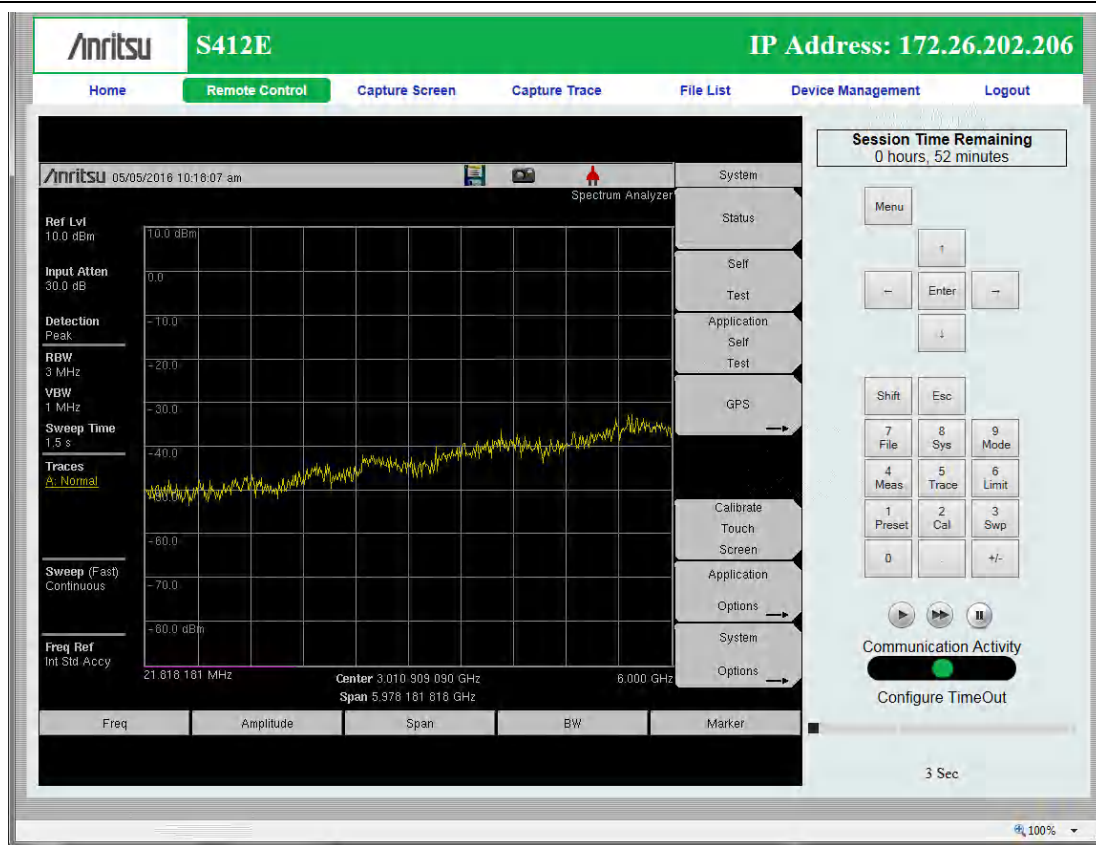 Anritsu S412E IP Address: 172.26.202.206
Home Remote Control Capture Screen Capture Trace File List Device Management Logout
Anritsu 05/05/2016 10:16:07 am
Spectrum Analyzer
Ref Lvl
10.0 dBm
Input Atten
30.0 dB
Detection
Peak
RBW
3 MHz
VBW
1 MHz
Sweep Time
1.5 s
Traces
A: Normal
Sweep (Fast)
Continuous
Freq Ref
Int Std Accy
10.0 dBm
0.0
-10.0
-20.0
-30.0
-40.0
-50.0
-60.0
-70.0
-80.0 dBm
21.818 181 MHz
Center 3.010 909 090 GHz
6.000 GHz
Span 5.978 181 818 GHz
Freq Amplitude Span BW Marker
System
Status
Self
Test
Application
Self
Test
GPS
Calibrate
Touch
Screen
Application
Options
System
Options
Session Time Remaining
0 hours, 52 minutes
Menu
↑
← Enter →
↓
Shift Esc
7 8 9
File Sys Mode
4 5 6
Meas Trace Limit
1 2 3
Preset Cal Swp
0 . +/-
Communication Activity
Configure TimeOut
3 Sec
100%